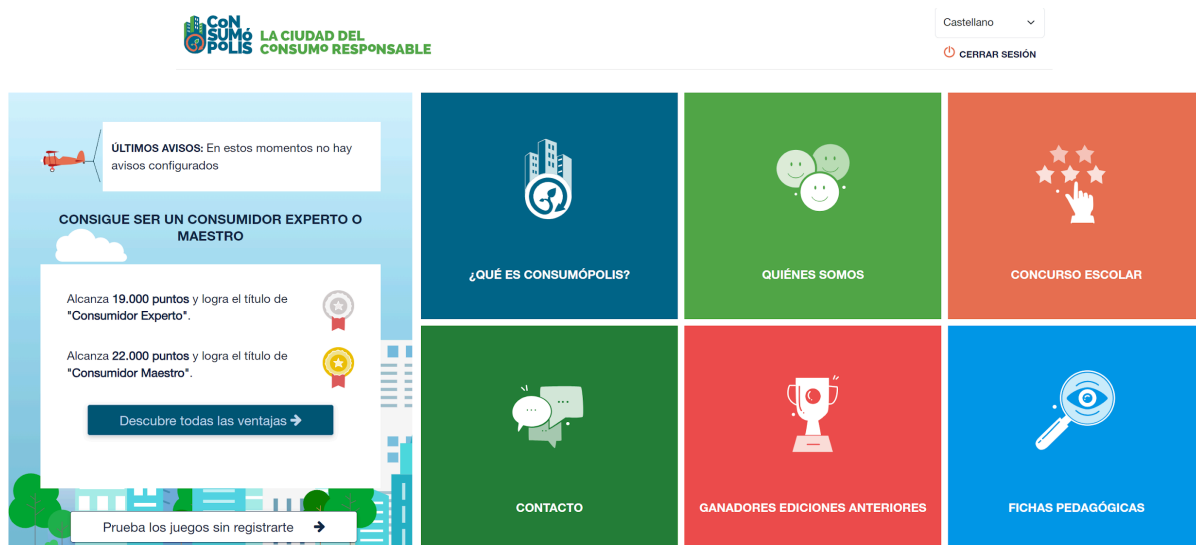 CONSUMÓPOLIS
LA CIUDAD DEL
CONSUMO RESPONSABLE
Castellano
CERRAR SESIÓN
ÚLTIMOS AVISOS: En estos momentos no hay
avisos configurados
CONSIGUE SER UN CONSUMIDOR EXPERTO O
MAESTRO
Alcanza 19.000 puntos y logra el título de
"Consumidor Experto".
Alcanza 22.000 puntos y logra el título de
"Consumidor Maestro".
Descubre todas las ventajas
Prueba los juegos sin registrarte
¿QUÉ ES CONSUMÓPOLIS?
QUIÉNES SOMOS
CONCURSO ESCOLAR
CONTACTO
GANADORES EDICIONES ANTERIORES
FICHAS PEDAGÓGICAS